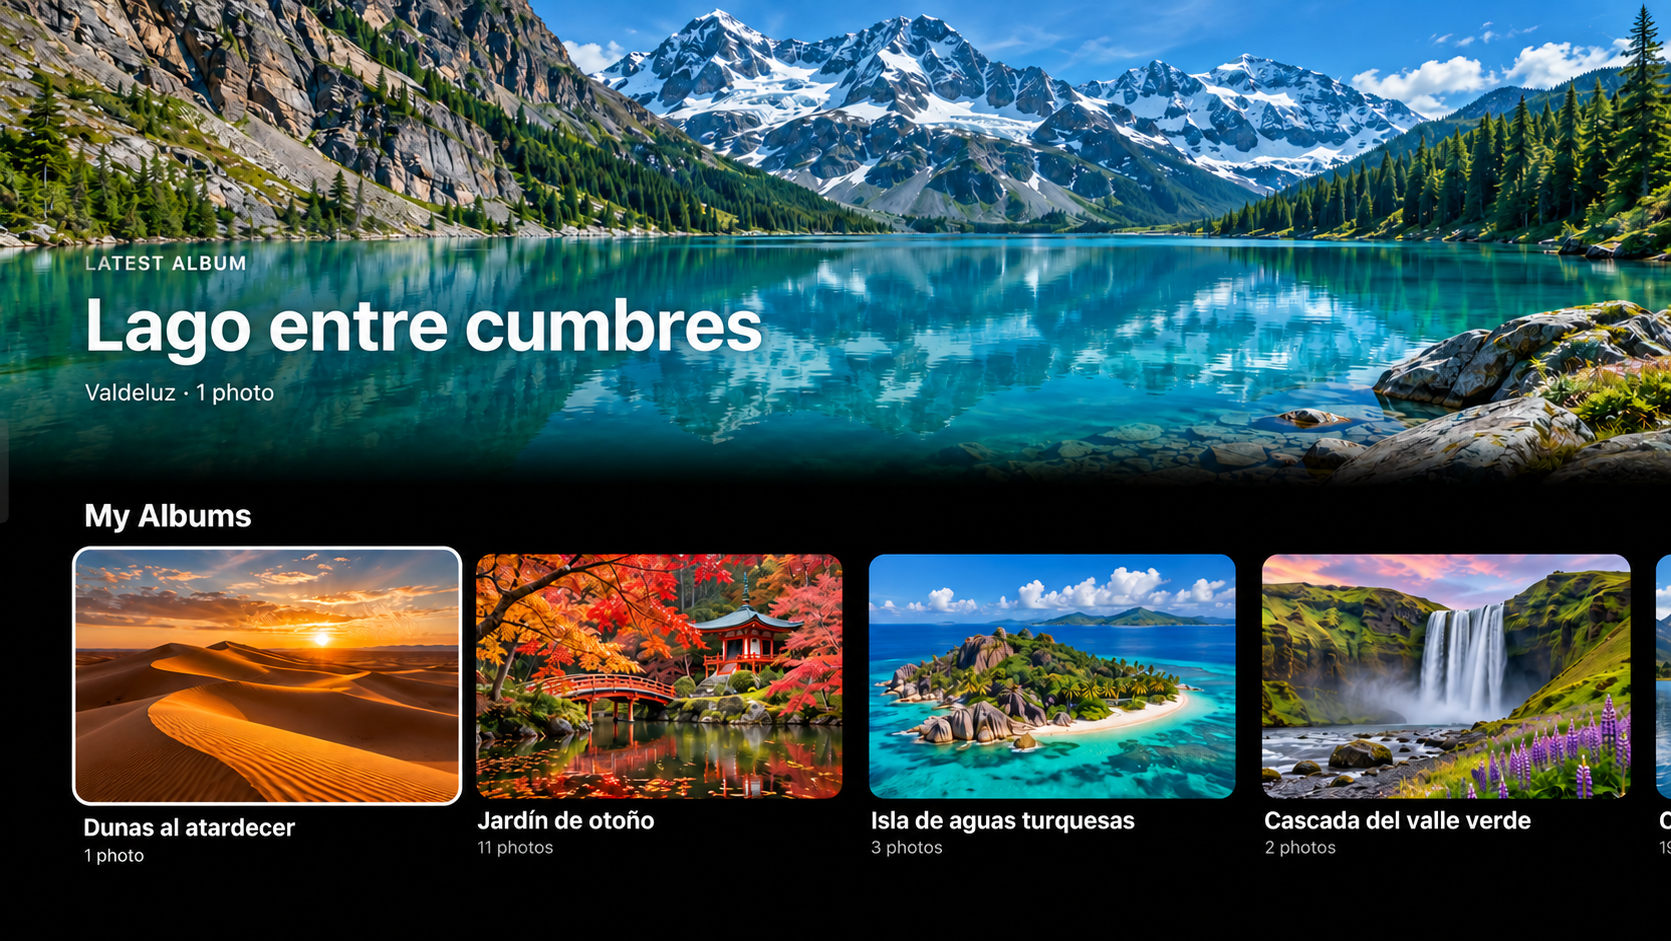 LATEST ALBUM
Lago entre cumbres
Valdeluz · 1 photo
My Albums
Dunas al atardecer
1 photo
Jardín de otoño
11 photos
Isla de aguas turquesas
3 photos
Cascada del valle verde
2 photos